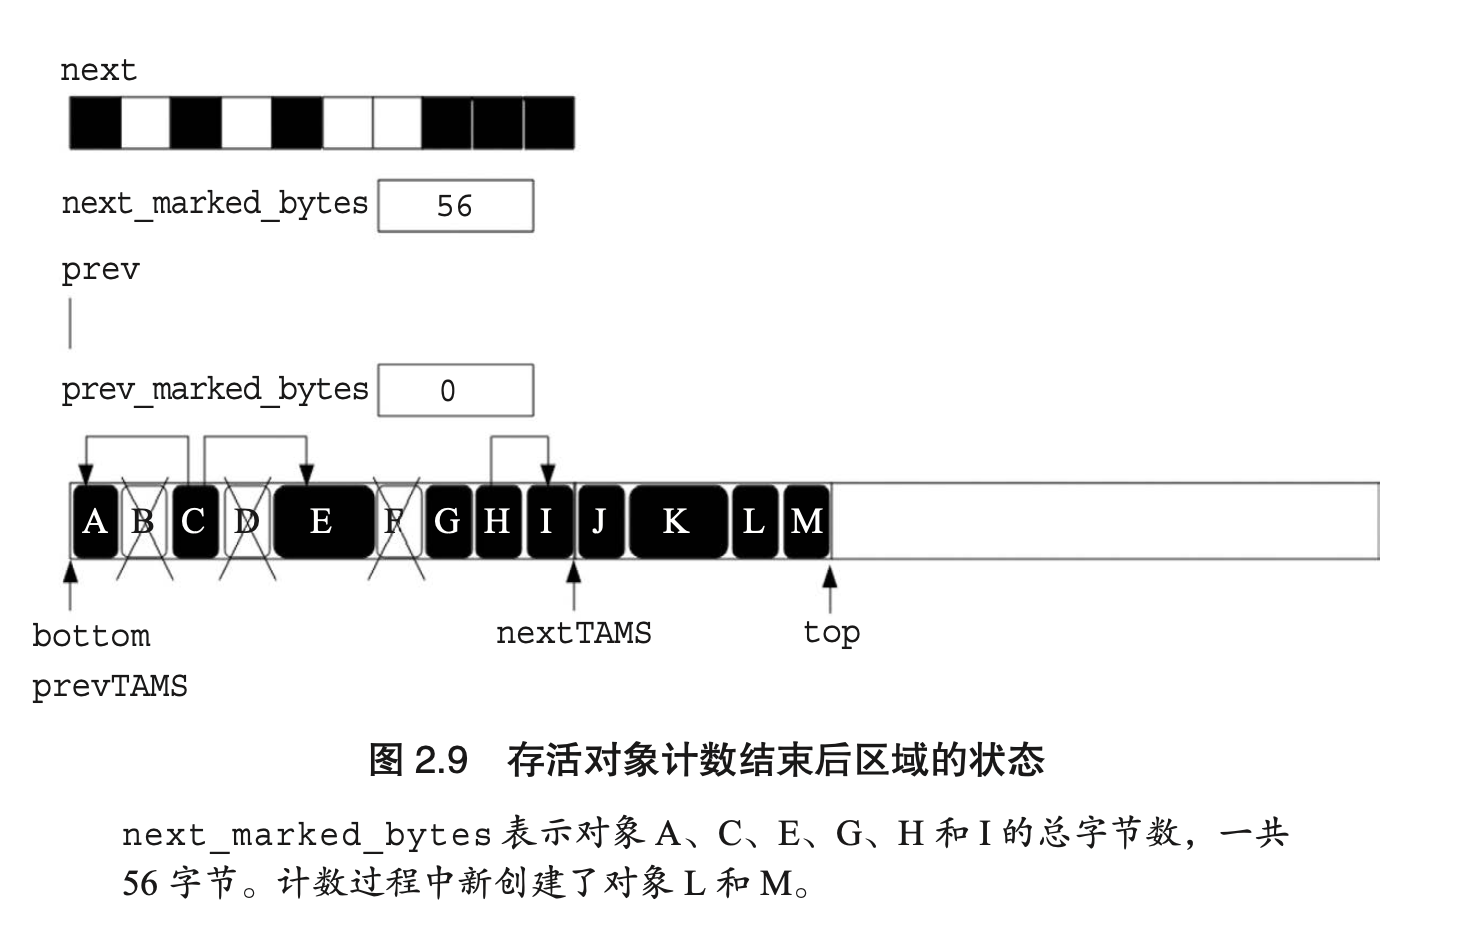 next
next_marked_bytes 56
prev
prev_marked_bytes 0
A B C D E F G H I J K L M
bottom nextTAMS top
prevTAMS
图 2.9 存活对象计数结束后区域的状态
next_marked_bytes 表示对象 A、C、E、G、H 和 I 的总字节数，一共
56 字节。计数过程中新创建了对象 L 和 M。